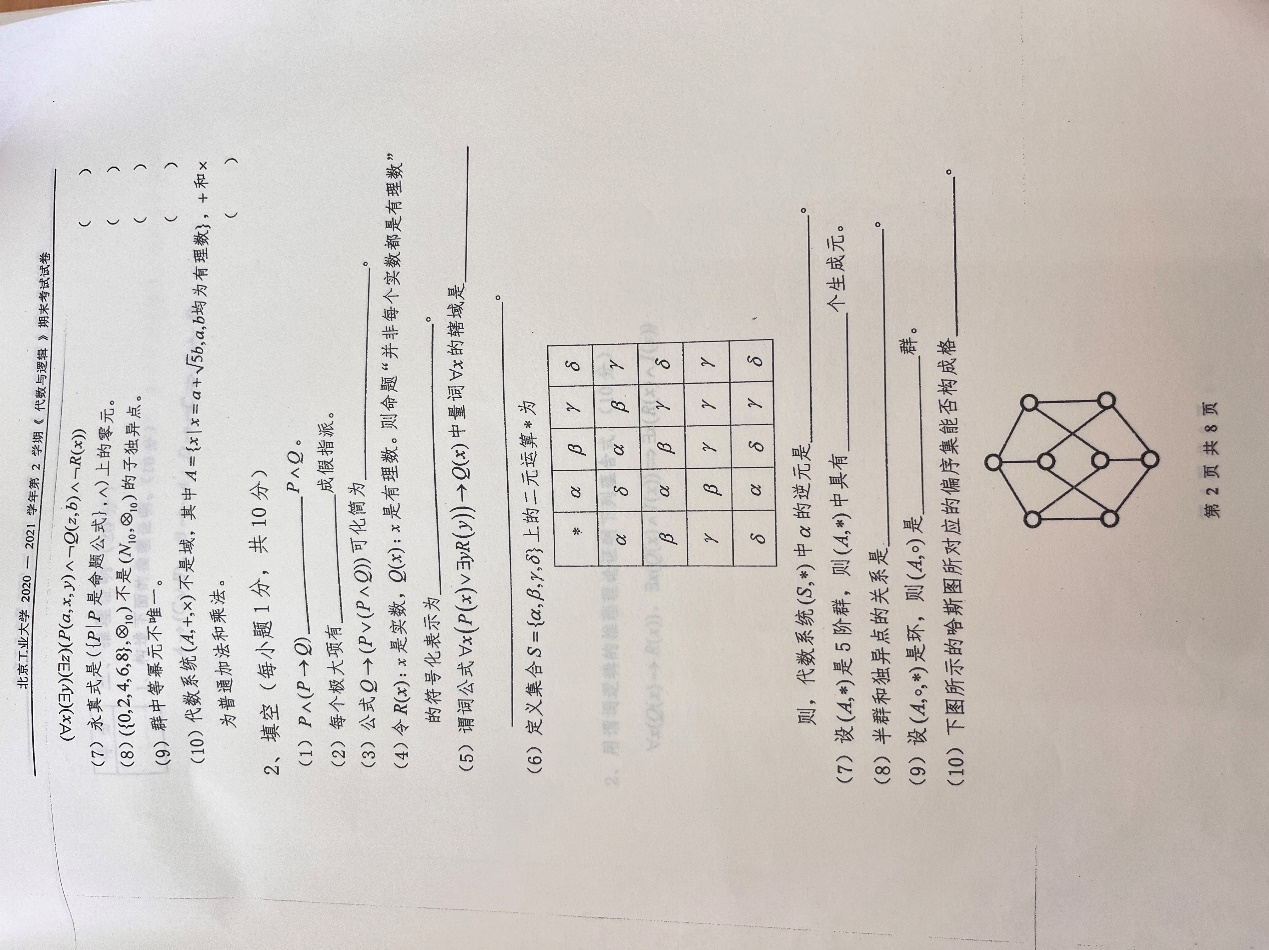 北京工业大学 2020 — 2021 学年第 2 学期《 代数与逻辑 》期末考试试卷
(∀x)(∃y)(∃z)(P(a,x,y)∧¬Q(z,b)∧¬R(x)) ( )
(7) 永真式是 ({P|P 是命题公式},∧) 上的零元。 ( )
(8) ({0,2,4,6,8},⊗₁₀) 不是 (N₁₀,⊗₁₀) 的子独异点。 ( )
(9) 群中等幂元不唯一。 ( )
(10) 代数系统 (A,+,×) 不是域，其中 A={x|x=a+√5b,a,b均为有理数}，+ 和 ×
为普通加法和乘法。 ( )
2、填空（每小题 1 分，共 10 分）
(1) P∧(P→Q)________P∧Q。
(2) 每个极大项有________成假指派。
(3) 公式 Q→(P∨(P∧Q)) 可化简为________。
(4) 令 R(x)：x 是实数，Q(x)：x 是有理数。则命题“并非每个实数都是有理数”
的符号化表示为________。
(5) 谓词公式 ∀x(P(x)∨∃yR(y))→Q(x) 中量词 ∀x 的辖域是________
________。
(6) 定义集合 S={α,β,γ,δ} 上的二元运算 * 为
* α β γ δ
α δ α β γ
β α β γ δ
γ β γ γ γ
δ α δ γ δ
则，代数系统 (S,*) 中 α 的逆元是________。
(7) 设 (A,*) 是 5 阶群，则 (A,*) 中具有________个生成元。
(8) 半群和独异点的关系是________。
(9) 设 (A,∘,*) 是环，则 (A,∘) 是________群。
(10) 下图所示的哈斯图所对应的偏序集能否构成格________。
第 2 页 共 8 页